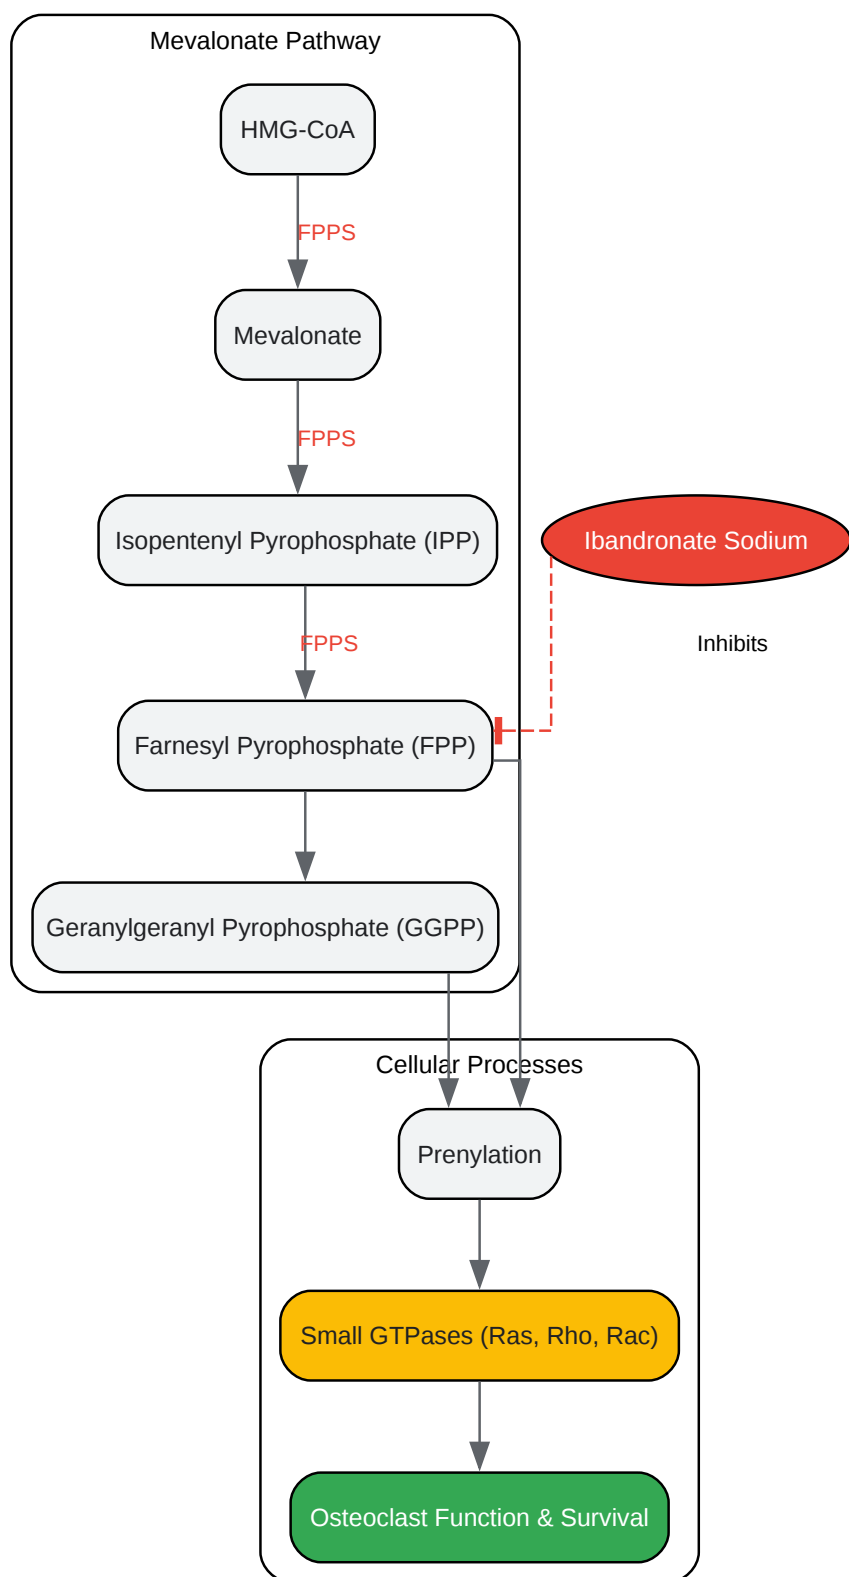 Mevalonate Pathway
HMG-CoA
FPPS
Mevalonate
FPPS
Isopentenyl Pyrophosphate (IPP)
Ibandronate Sodium
FPPS
Inhibits
Farnesyl Pyrophosphate (FPP)
Geranylgeranyl Pyrophosphate (GGPP)
Cellular Processes
Prenylation
Small GTPases (Ras, Rho, Rac)
Osteoclast Function & Survival